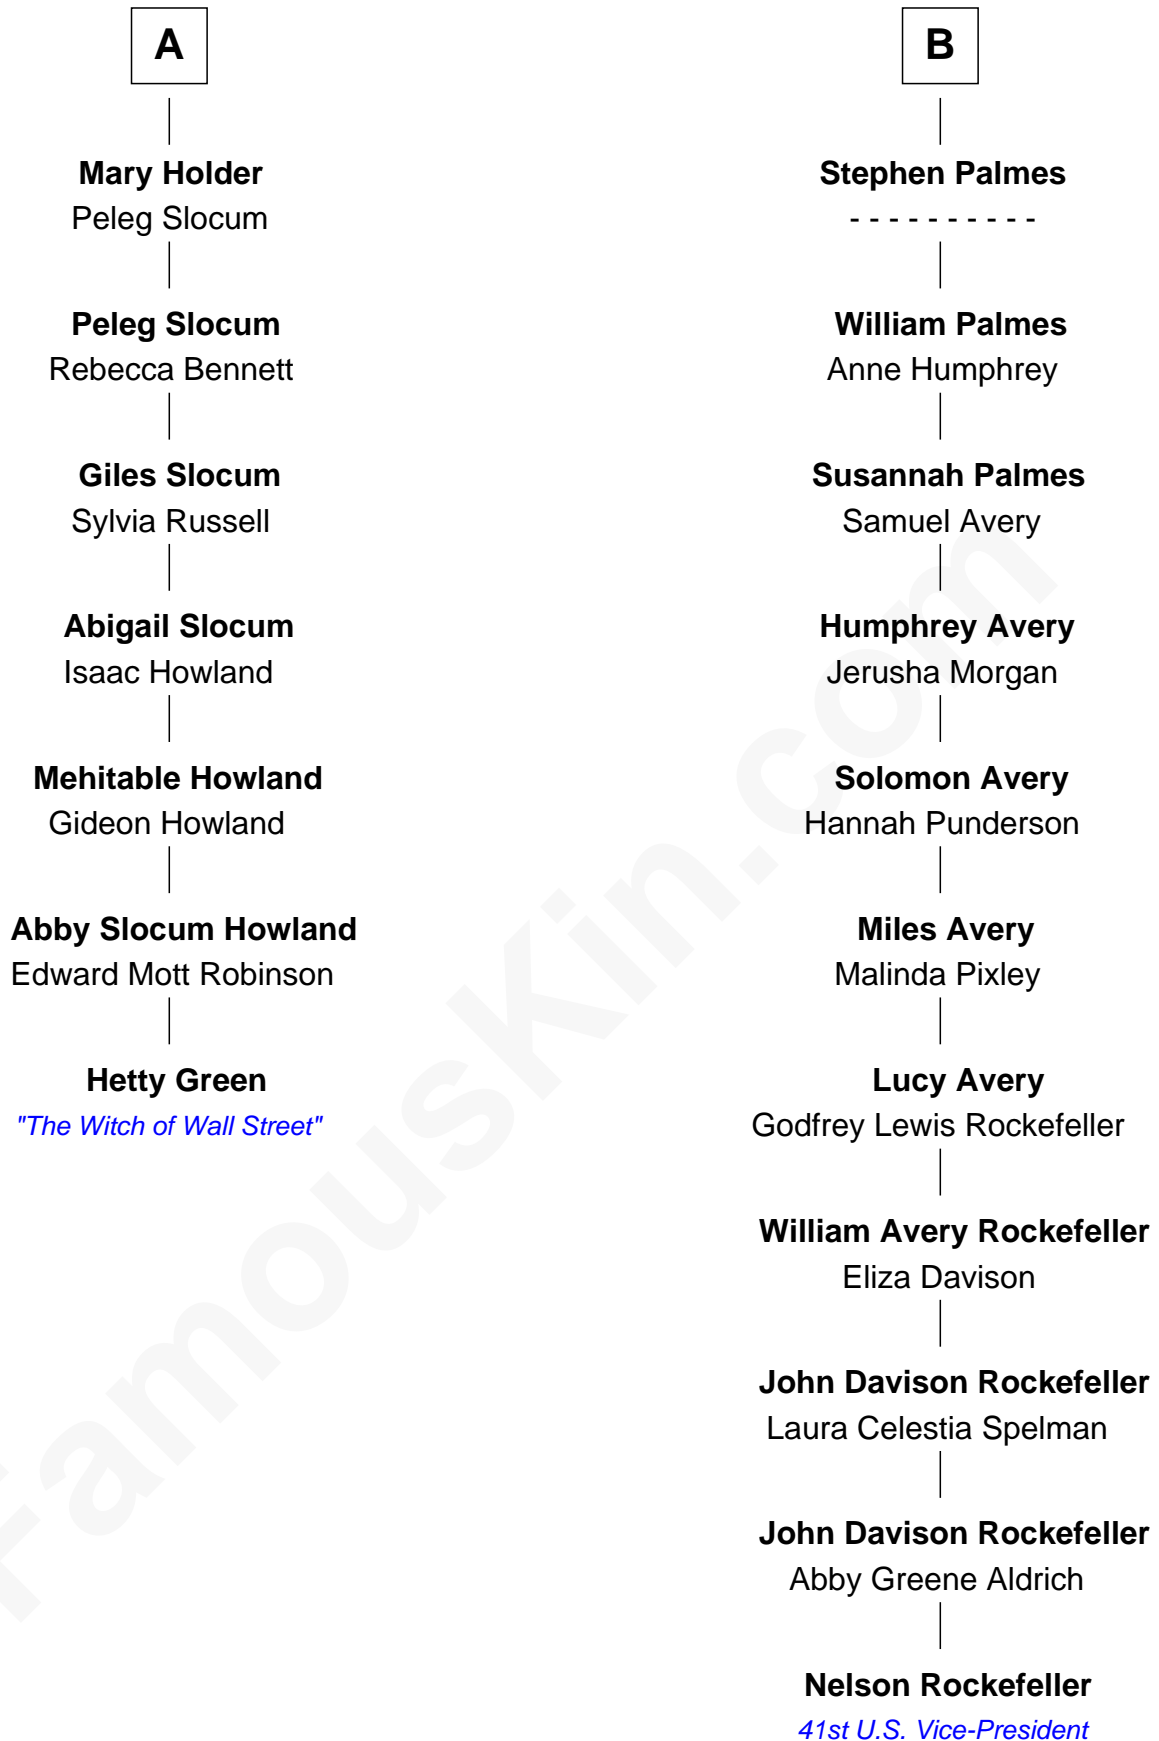 A
Mary Holder
Peleg Slocum
Peleg Slocum
Rebecca Bennett
Giles Slocum
Sylvia Russell
Abigail Slocum
Isaac Howland
Mehitable Howland
Gideon Howland
Abby Slocum Howland
Edward Mott Robinson
Hetty Green
"The Witch of Wall Street"
B
Stephen Palmes
- - - - - - - - - -
William Palmes
Anne Humphrey
Susannah Palmes
Samuel Avery
Humphrey Avery
Jerusha Morgan
Solomon Avery
Hannah Punderson
Miles Avery
Malinda Pixley
Lucy Avery
Godfrey Lewis Rockefeller
William Avery Rockefeller
Eliza Davison
John Davison Rockefeller
Laura Celestia Spelman
John Davison Rockefeller
Abby Greene Aldrich
Nelson Rockefeller
41st U.S. Vice-President
FamousKin.com